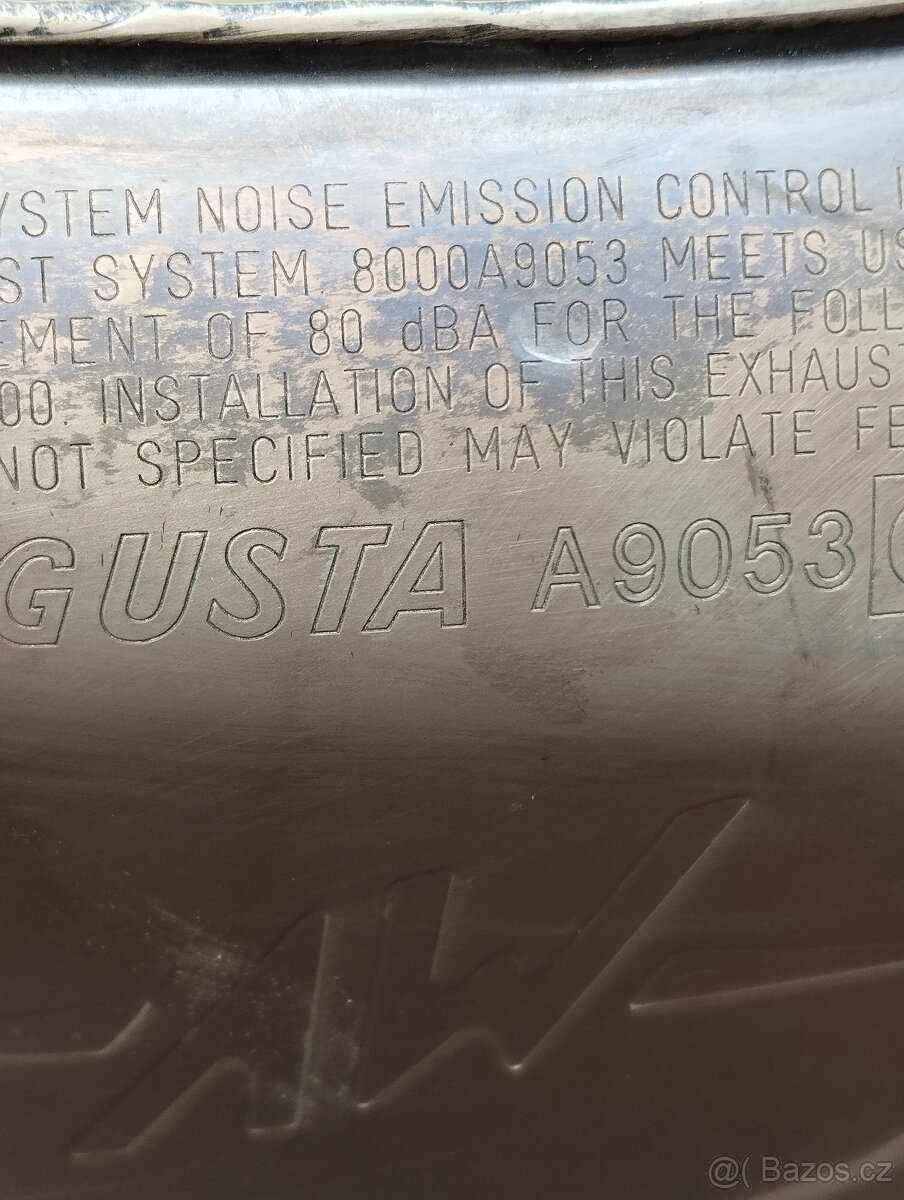 YSTEM NOISE EMISSION CONTROL I
ST SYSTEM 8000A9053 MEETS US
EMENT OF 80 dBA FOR THE FOLL
00. INSTALLATION OF THIS EXHAUST
NOT SPECIFIED MAY VIOLATE FE
GUSTA A9053
@( Bazos.cz